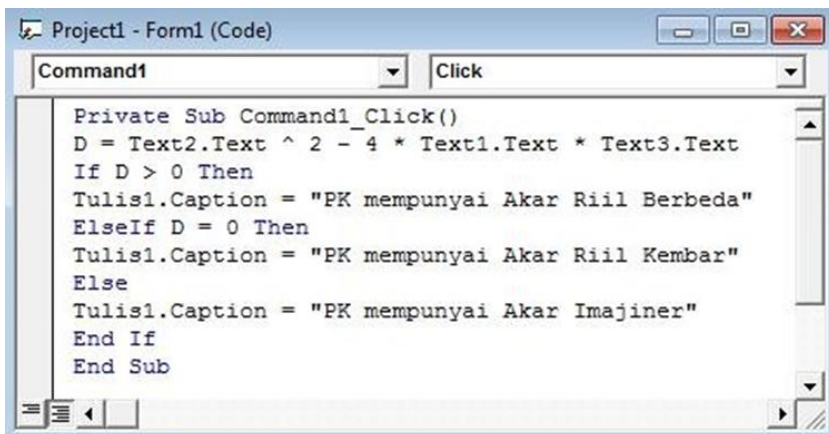 Project1 - Form1 (Code)
Command1 Click
Private Sub Command1_Click()
D = Text2.Text ^ 2 - 4 * Text1.Text * Text3.Text
If D > 0 Then
Tulis1.Caption = "PK mempunyai Akar Riil Berbeda"
ElseIf D = 0 Then
Tulis1.Caption = "PK mempunyai Akar Riil Kembar"
Else
Tulis1.Caption = "PK mempunyai Akar Imajiner"
End If
End Sub